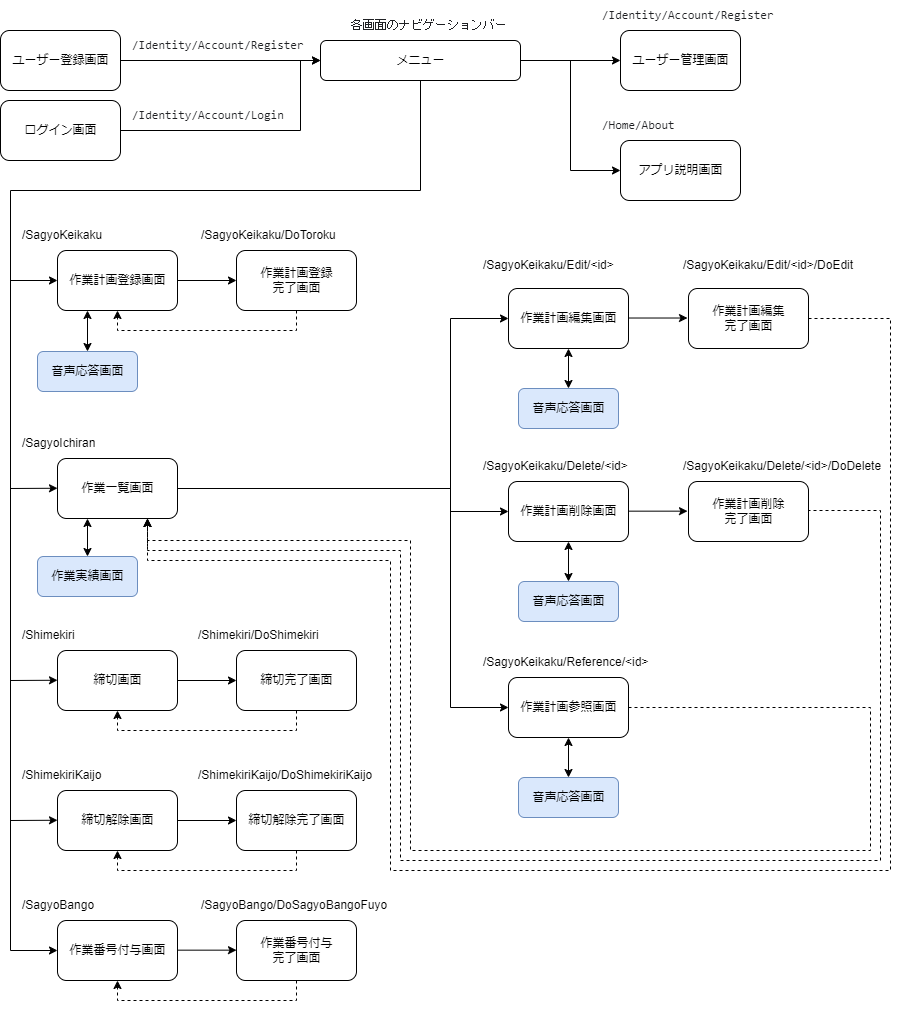 各画面のナビゲーションバー
/Identity/Account/Register
ユーザー登録画面
/Identity/Account/Register
メニュー
ユーザー管理画面
/Identity/Account/Login
ログイン画面
/Home/About
アプリ説明画面
/SagyoKeikaku
/SagyoKeikaku/DoToroku
作業計画登録画面
作業計画登録
完了画面
音声応答画面
/SagyoKeikaku/Edit/<id>
/SagyoKeikaku/Edit/<id>/DoEdit
作業計画編集画面
作業計画編集
完了画面
音声応答画面
/SagyoIchiran
作業一覧画面
作業実績画面
/SagyoKeikaku/Delete/<id>
/SagyoKeikaku/Delete/<id>/DoDelete
作業計画削除画面
作業計画削除
完了画面
音声応答画面
/Shimekiri
/Shimekiri/DoShimekiri
締切画面
締切完了画面
/SagyoKeikaku/Reference/<id>
作業計画参照画面
音声応答画面
/ShimekiriKaijo
/ShimekiriKaijo/DoShimekiriKaijo
締切解除画面
締切解除完了画面
/SagyoBango
/SagyoBango/DoSagyoBangoFuyo
作業番号付与画面
作業番号付与
完了画面